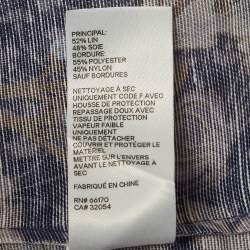 PRINCIPAL:
52% LIN
48% SOIE
BORDURE:
55% POLYESTER
45% NYLON
SAUF BORDURES
NETTOYAGE À SEC
UNIQUEMENT CODE F AVEC
HOUSSE DE PROTECTION
REPASSAGE DOUX AVEC
TISSU DE PROTECTION
VAPEUR FAIBLE
UNIQUEMENT
NE PAS DÉTACHER
COUVRIR ET PROTÉGER LE
MATÉRIEL
METTRE SUR L'ENVERS
AVANT LE NETTOYAGE À SEC
FABRIQUÉ EN CHINE
RN# 66170
CA# 32054